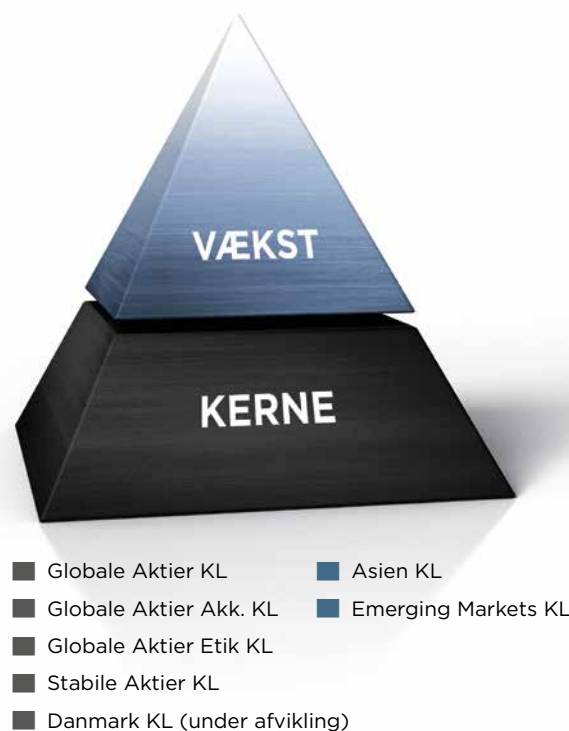 VÆKST
KERNE
Globale Aktier KL
Globale Aktier Akk. KL
Globale Aktier Etik KL
Stabile Aktier KL
Danmark KL (under afvikling)
Asien KL
Emerging Markets KL